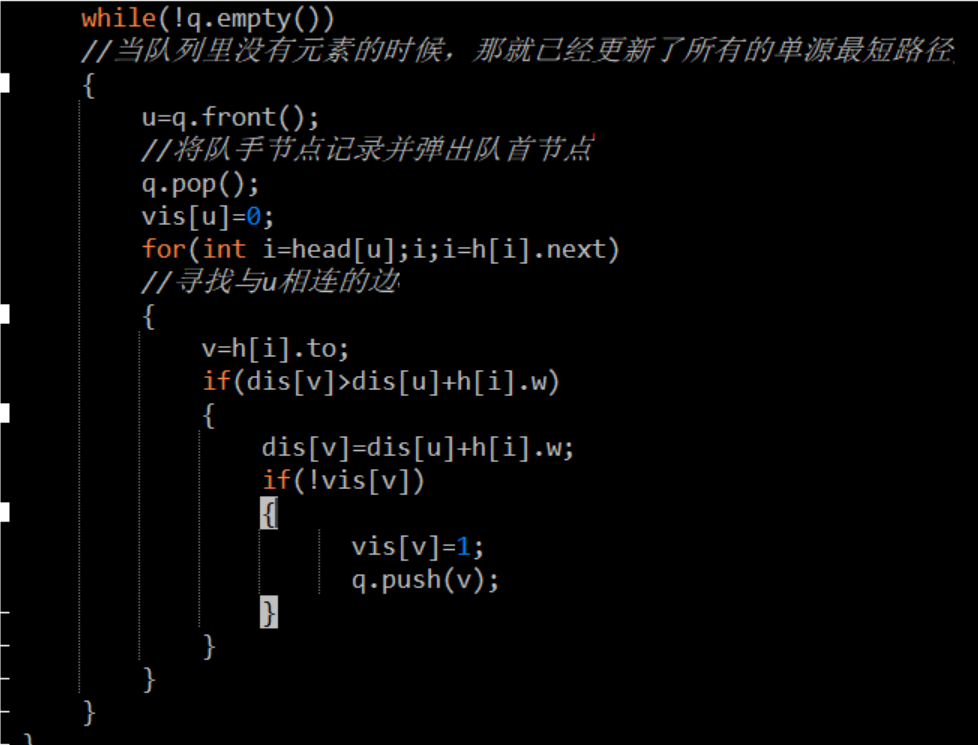 while(!q.empty())
//当队列里没有元素的时候，那就已经更新了所有的单源最短路径
{
u=q.front();
//将队手节点记录并弹出队首节点
q.pop();
vis[u]=0;
for(int i=head[u];i;i=h[i].next)
//寻找与u相连的边
{
v=h[i].to;
if(dis[v]>dis[u]+h[i].w)
{
dis[v]=dis[u]+h[i].w;
if(!vis[v])
{
vis[v]=1;
q.push(v);
}
}
}
}
}